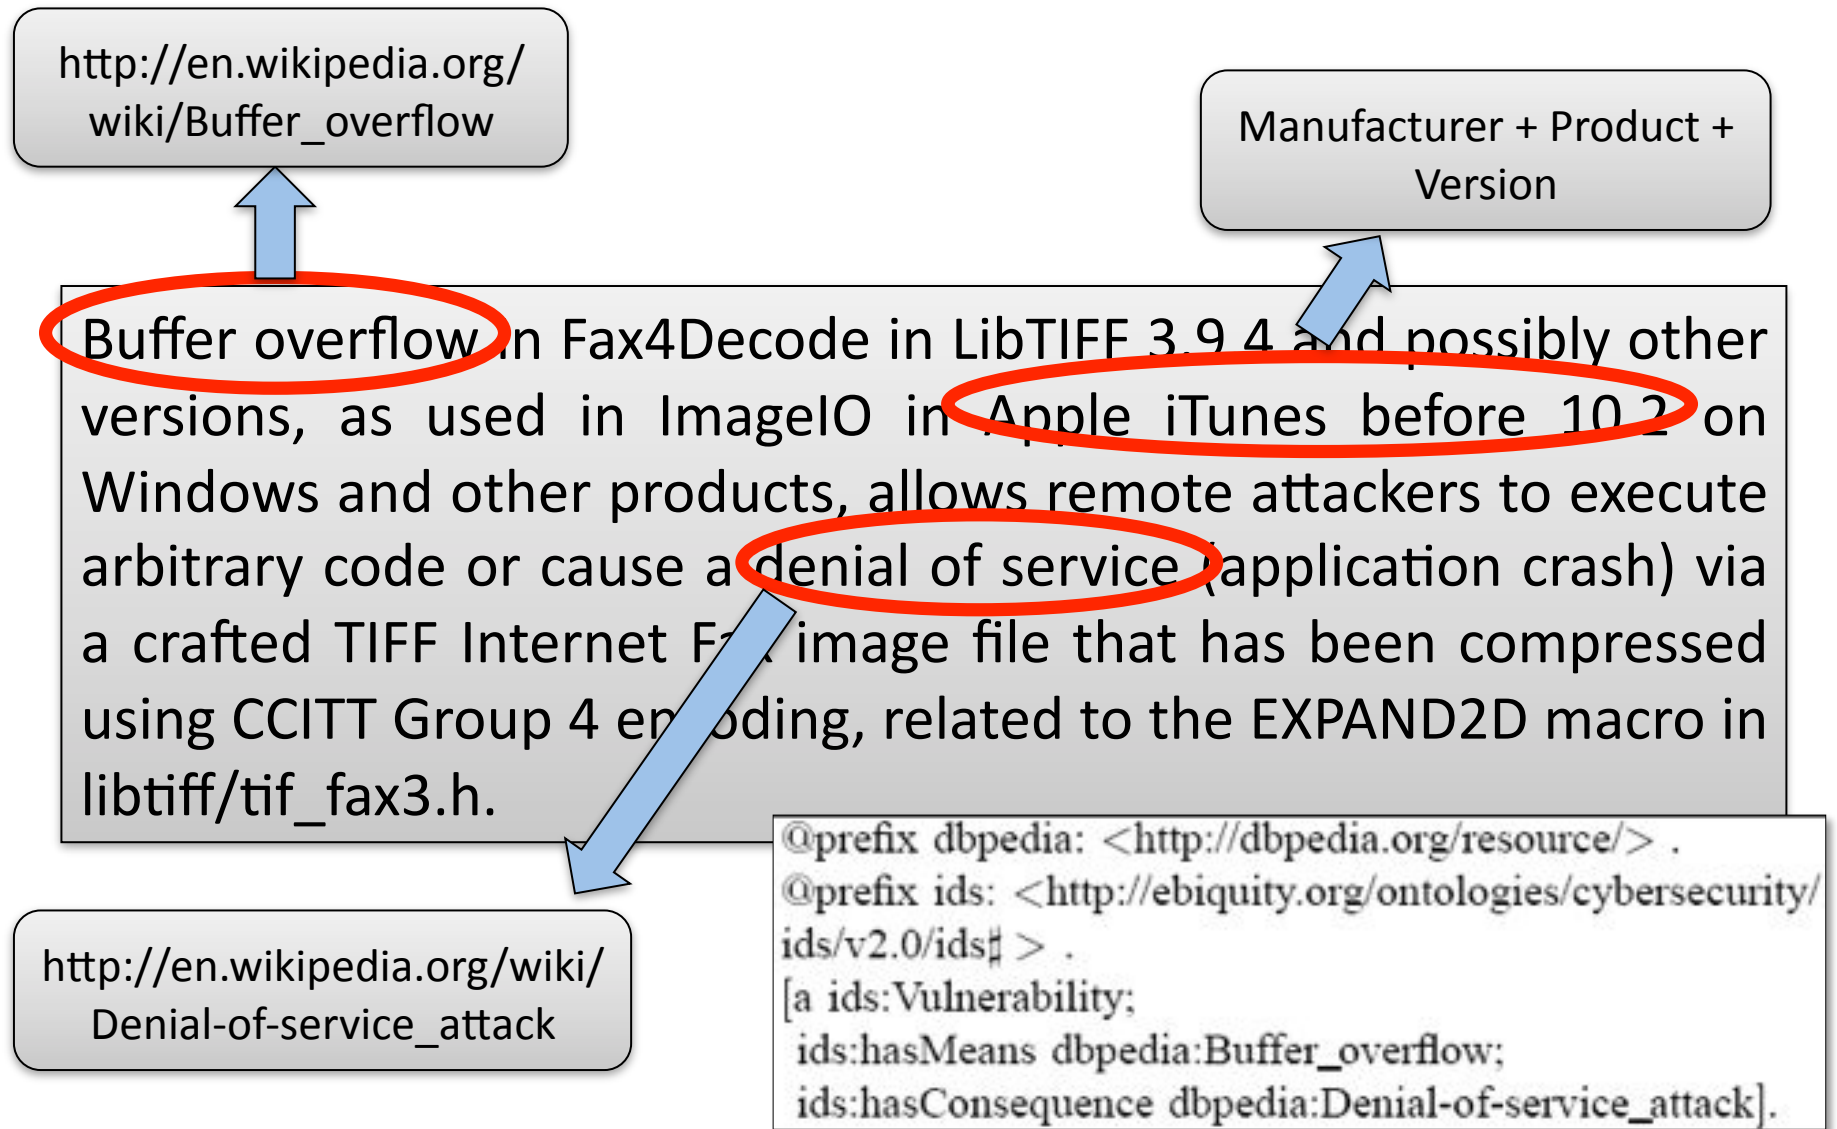 http://en.wikipedia.org/
wiki/Buffer_overflow
Manufacturer + Product +
Version
Buffer overflow in Fax4Decode in LibTIFF 3.9.4 and possibly other
versions, as used in ImageIO in Apple iTunes before 10.2 on
Windows and other products, allows remote attackers to execute
arbitrary code or cause a denial of service (application crash) via
a crafted TIFF Internet Fax image file that has been compressed
using CCITT Group 4 encoding, related to the EXPAND2D macro in
libtiff/tif_fax3.h.
http://en.wikipedia.org/wiki/
Denial-of-service_attack
@prefix dbpedia: <http://dbpedia.org/resource/> .
@prefix ids: <http://ebiquity.org/ontologies/cybersecurity/
ids/v2.0/ids♯ > .
[a ids:Vulnerability;
ids:hasMeans dbpedia:Buffer_overflow;
ids:hasConsequence dbpedia:Denial-of-service_attack].